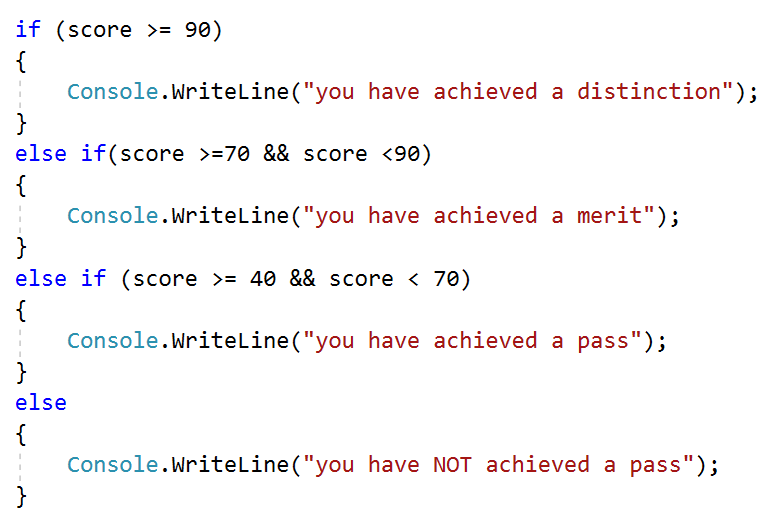 if (score >= 90)
{
    Console.WriteLine("you have achieved a distinction");
}
else if(score >=70 && score <90)
{
    Console.WriteLine("you have achieved a merit");
}
else if (score >= 40 && score < 70)
{
    Console.WriteLine("you have achieved a pass");
}
else
{
    Console.WriteLine("you have NOT achieved a pass");
}